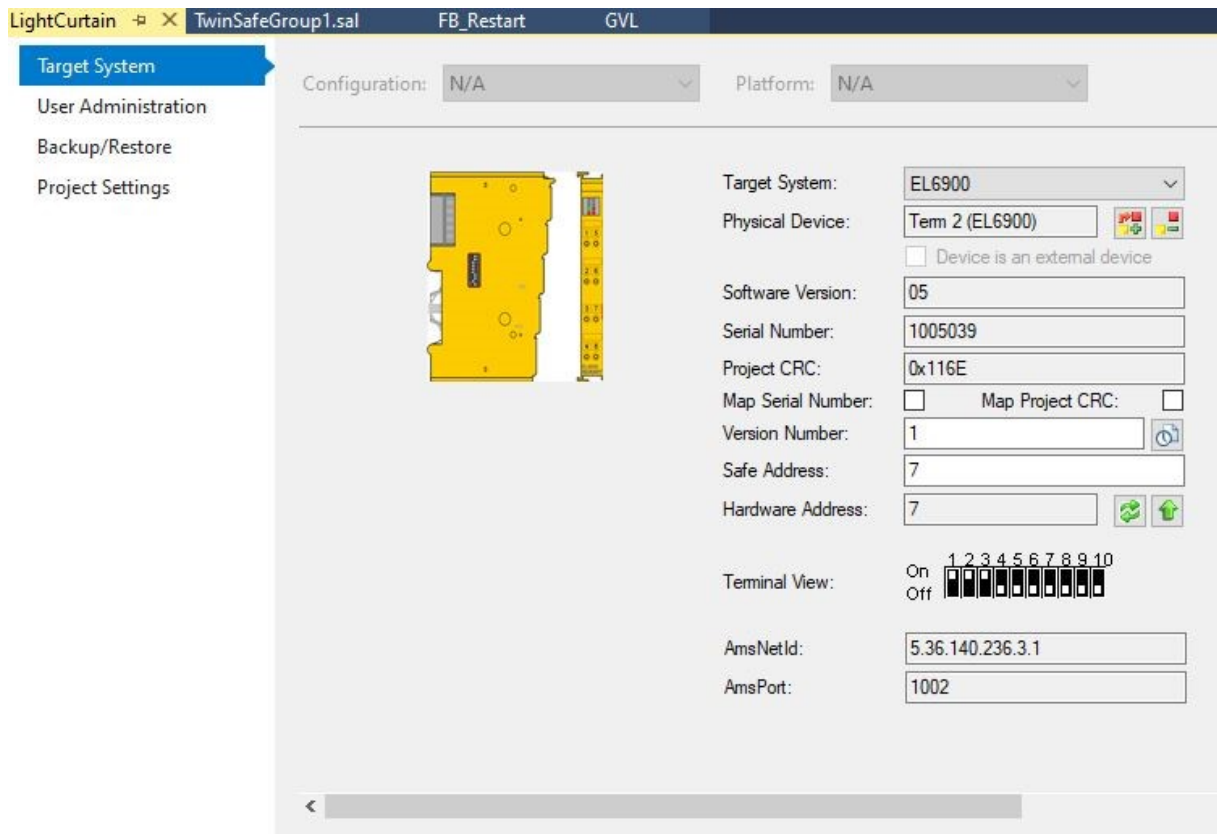 LightCurtain TwinSafeGroup1.sal FB_Restart GVL
Target System
User Administration
Backup/Restore
Project Settings
Configuration: N/A Platform: N/A
Target System: EL6900
Physical Device: Term 2 (EL6900)
Device is an external device
Software Version: 05
Serial Number: 1005039
Project CRC: 0x116E
Map Serial Number: Map Project CRC:
Version Number: 1
Safe Address: 7
Hardware Address: 7
1 2 3 4 5 6 7 8 9 10
Terminal View: On
Off
AmsNetId: 5.36.140.236.3.1
AmsPort: 1002